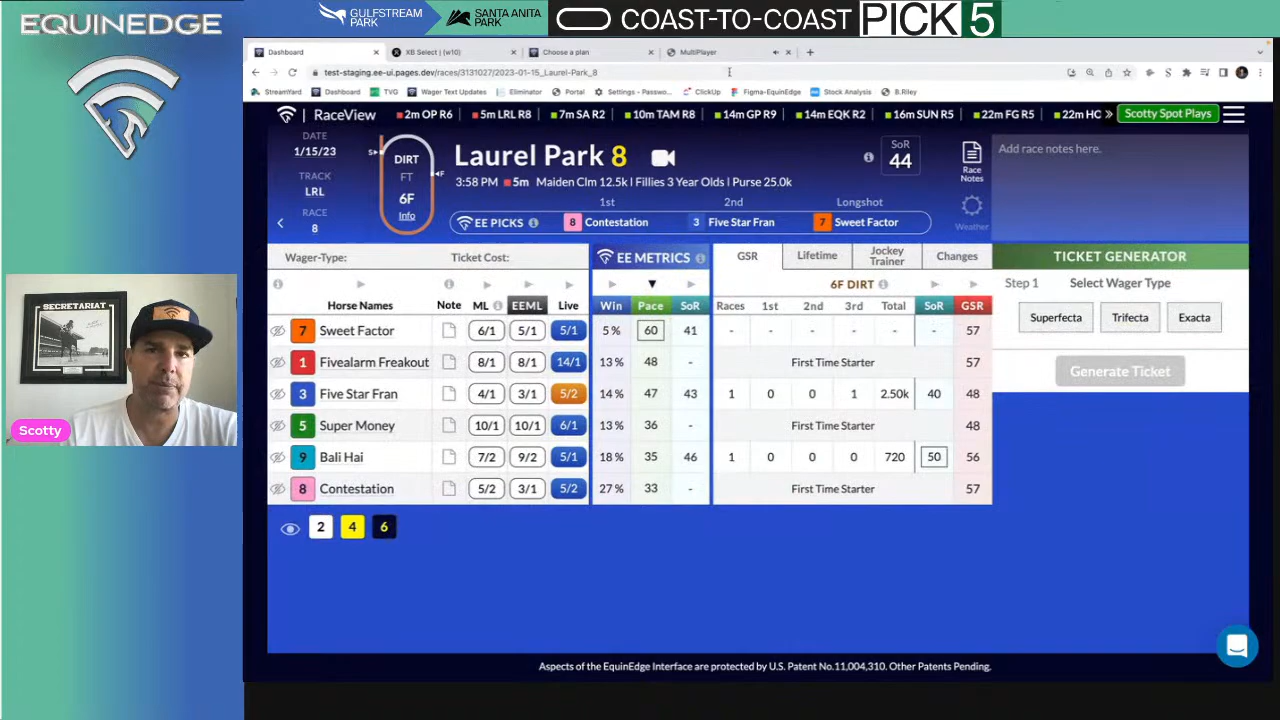 EQUINEDGE
GULFSTREAM PARK
SANTA ANITA PARK
COAST-TO-COAST PICK 5
Dashboard
XB Select | (w10)
Choose a plan
MultiPlayer
test-staging.ee-ui.pages.dev/races/3131027/2023-01-15_Laurel-Park_8
StreamYard Dashboard TVG Wager Text Updates Eliminator Portal Settings - Passwo... ClickUp Figma-EquinEdge Stock Analysis B.Riley
RaceView 2m OP R6 5m LRL R8 7m SA R2 10m TAM R8 14m GP R9 14m EQK R2 16m SUN R5 22m FG R5 22m HC » Scotty Spot Plays
DATE
1/15/23
TRACK
LRL
RACE
8
S
DIRT
FT
F
6F
Info
Laurel Park 8
3:58 PM 5m Maiden Clm 12.5k | Fillies 3 Year Olds | Purse 25.0k
SoR
44
1st 2nd Longshot
EE PICKS 8 Contestation 3 Five Star Fran 7 Sweet Factor
Race Notes
Weather
Add race notes here.
Wager-Type: Ticket Cost: EE METRICS GSR Lifetime Jockey Trainer Changes TICKET GENERATOR
6F DIRT
Step 1 Select Wager Type
Superfecta Trifecta Exacta
Generate Ticket
Horse Names Note ML EEML Live Win Pace SoR Races 1st 2nd 3rd Total SoR GSR
7 Sweet Factor 6/1 5/1 5/1 5 % 60 41 - - - - - - 57
1 Fivealarm Freakout 8/1 8/1 14/1 13 % 48 - First Time Starter 57
3 Five Star Fran 4/1 3/1 5/2 14 % 47 43 1 0 0 1 2.50k 40 48
5 Super Money 10/1 10/1 6/1 13 % 36 - First Time Starter 48
9 Bali Hai 7/2 9/2 5/1 18 % 35 46 1 0 0 0 720 50 56
8 Contestation 5/2 3/1 5/2 27 % 33 - First Time Starter 57
2 4 6
SECRETARIAT
Scotty
Aspects of the EquinEdge Interface are protected by U.S. Patent No.11,004,310. Other Patents Pending.